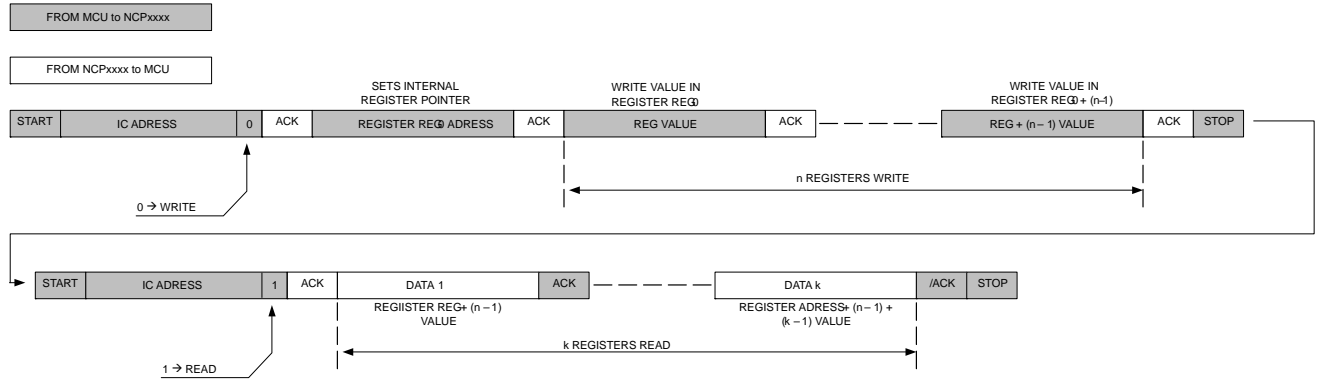 FROM MCU to NCPxxxx
FROM NCPxxxx to MCU
SETS INTERNAL
REGISTER POINTER
WRITE VALUE IN
REGISTER REG0
WRITE VALUE IN
REGISTER REG0 + (n–1)
START IC ADRESS 0 ACK REGISTER REG0 ADRESS ACK REG VALUE ACK REG + (n – 1) VALUE ACK STOP
n REGISTERS WRITE
0 → WRITE
START IC ADRESS 1 ACK DATA 1 ACK DATA k /ACK STOP
REGIISTER REG+ (n – 1)
VALUE
REGISTER ADRESS+ (n – 1) +
(k – 1) VALUE
k REGISTERS READ
1 → READ